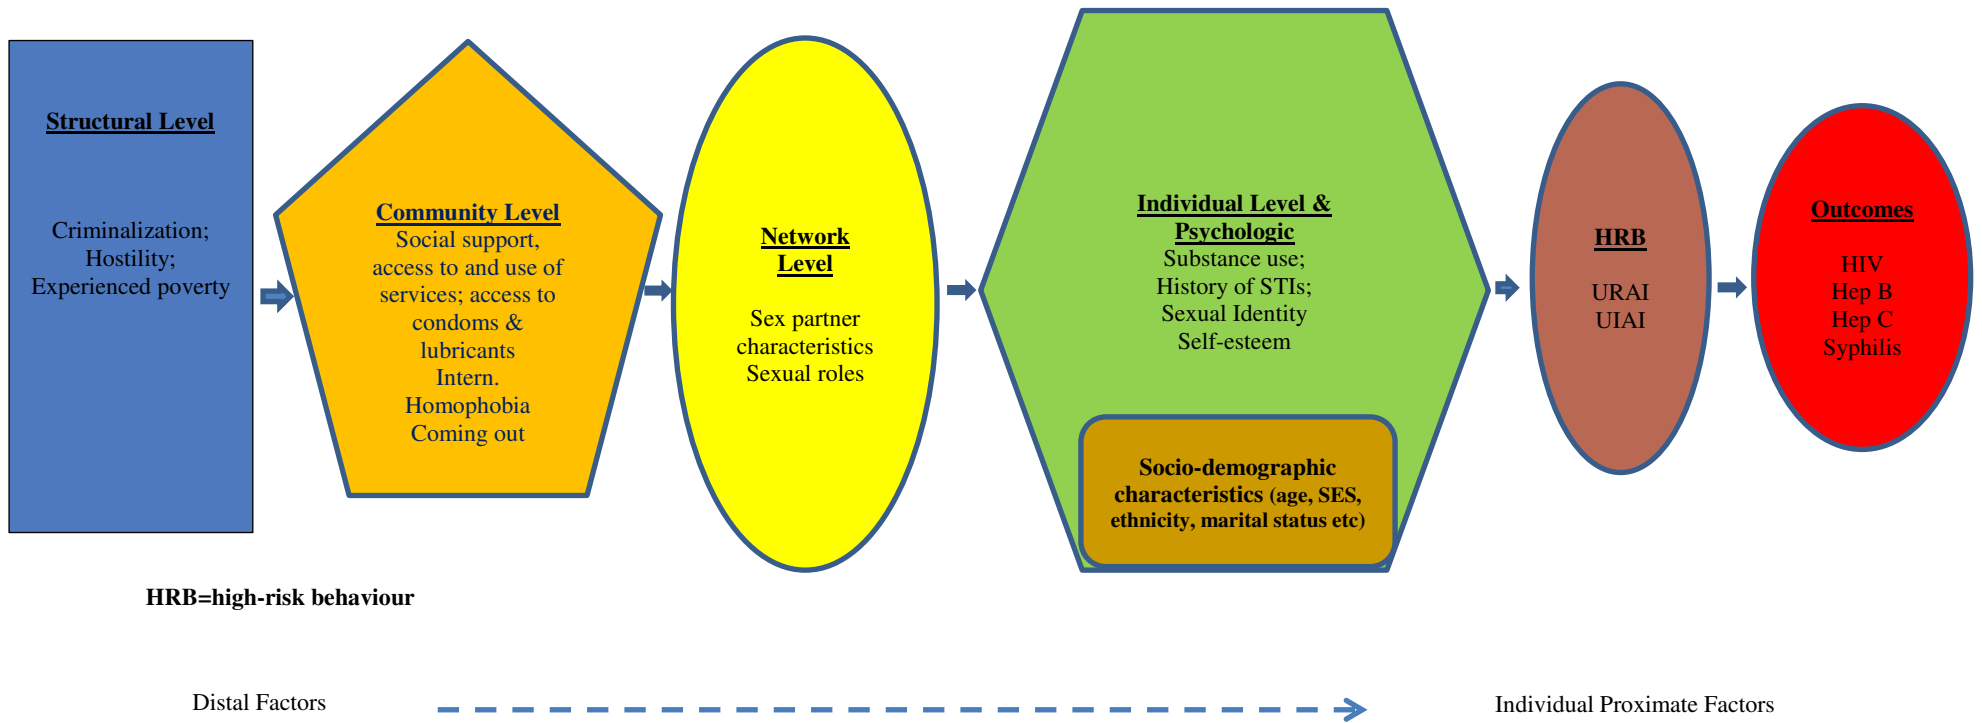 Structural Level
Criminalization;
Hostility;
Experienced poverty
Community Level
Social support,
access to and use of
services; access to
condoms &
lubricants
Intern.
Homophobia
Coming out
Network
Level
Sex partner
characteristics
Sexual roles
Individual Level &
Psychologic
Substance use;
History of STIs;
Sexual Identity
Self-esteem
Socio-demographic
characteristics (age, SES,
ethnicity, marital status etc)
HRB
URAI
UIAI
Outcomes
HIV
Hep B
Hep C
Syphilis
HRB=high-risk behaviour
Distal Factors
Individual Proximate Factors